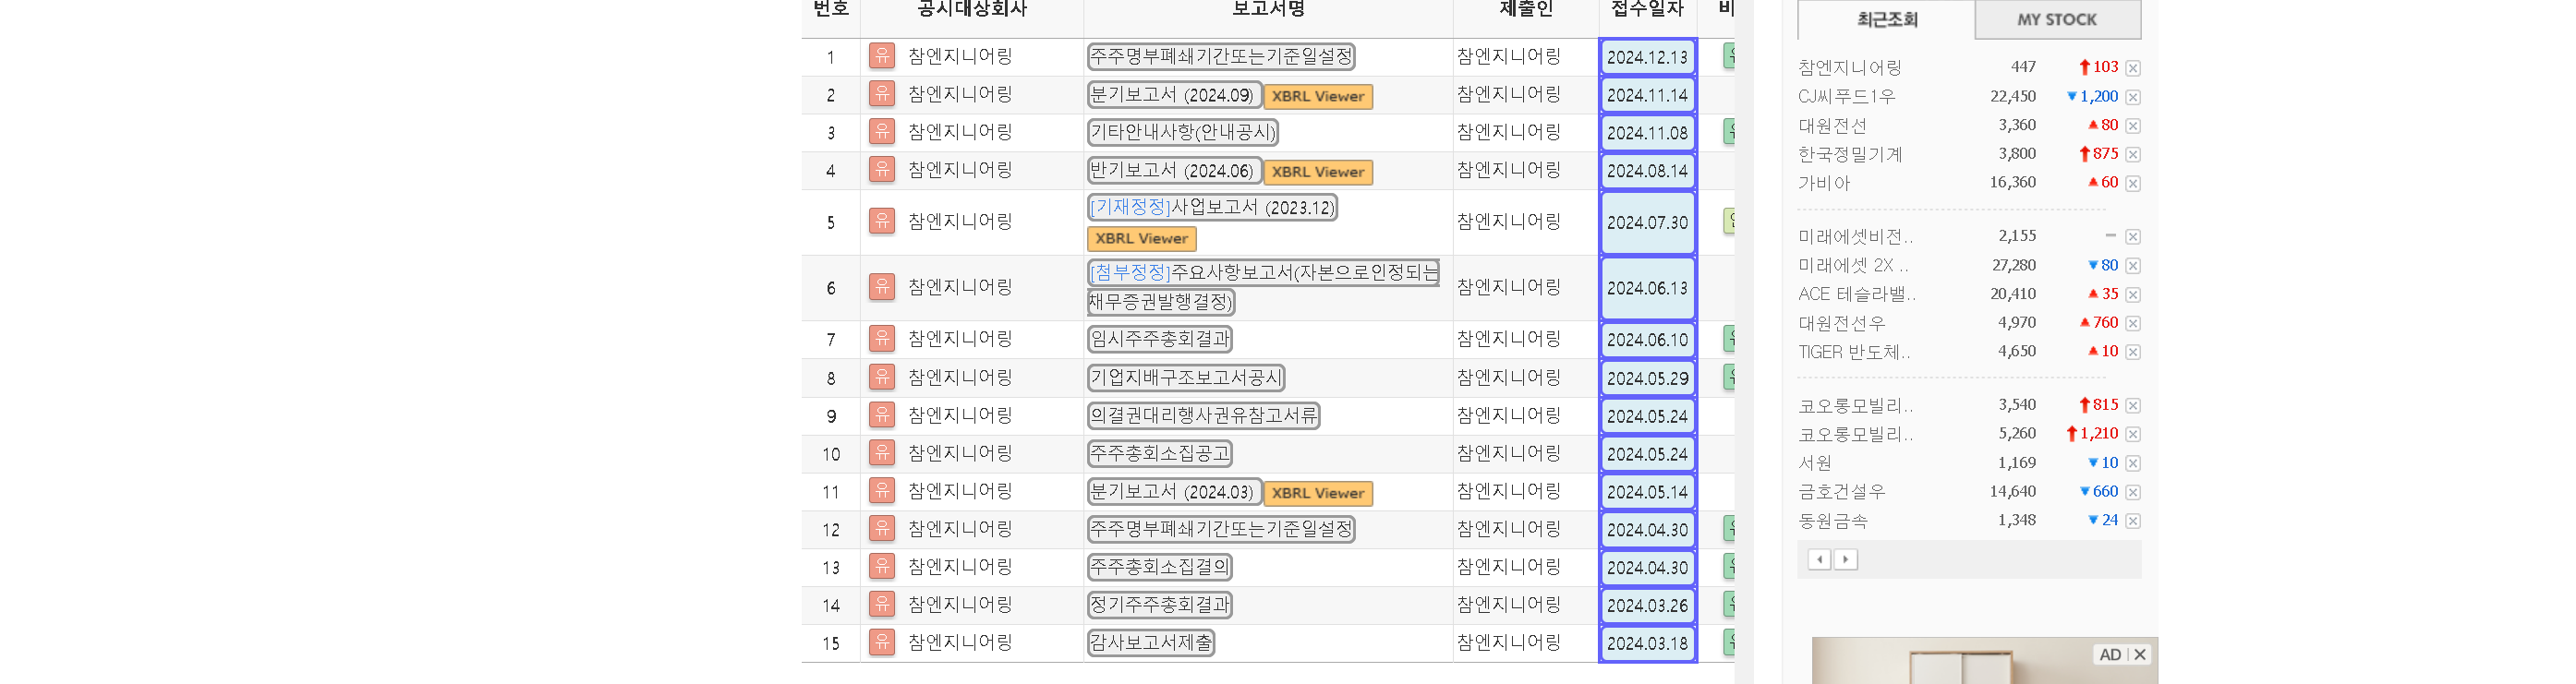 번호 공시대상회사 보고서명 제출인 접수일자
1 유 참엔지니어링 주주명부폐쇄기간또는기준일설정 참엔지니어링 2024.12.13
2 유 참엔지니어링 분기보고서 (2024.09) XBRL Viewer 참엔지니어링 2024.11.14
3 유 참엔지니어링 기타안내사항(안내공시) 참엔지니어링 2024.11.08
4 유 참엔지니어링 반기보고서 (2024.06) XBRL Viewer 참엔지니어링 2024.08.14
5 유 참엔지니어링 [기재정정]사업보고서 (2023.12) 참엔지니어링 2024.07.30
XBRL Viewer
6 유 참엔지니어링 [첨부정정]주요사항보고서(자본으로인정되는 참엔지니어링 2024.06.13
채무증권발행결정)
7 유 참엔지니어링 임시주주총회결과 참엔지니어링 2024.06.10
8 유 참엔지니어링 기업지배구조보고서공시 참엔지니어링 2024.05.29
9 유 참엔지니어링 의결권대리행사권유참고서류 참엔지니어링 2024.05.24
10 유 참엔지니어링 주주총회소집공고 참엔지니어링 2024.05.24
11 유 참엔지니어링 분기보고서 (2024.03) XBRL Viewer 참엔지니어링 2024.05.14
12 유 참엔지니어링 주주명부폐쇄기간또는기준일설정 참엔지니어링 2024.04.30
13 유 참엔지니어링 주주총회소집결의 참엔지니어링 2024.04.30
14 유 참엔지니어링 정기주주총회결과 참엔지니어링 2024.03.26
15 유 참엔지니어링 감사보고서제출 참엔지니어링 2024.03.18
최근조회 MY STOCK
참엔지니어링 447 103
CJ씨푸드1우 22,450 1,200
대원전선 3,360 80
한국정밀기계 3,800 875
가비아 16,360 60
미래에셋비전.. 2,155
미래에셋 2X .. 27,280 80
ACE 테슬라밸.. 20,410 35
대원전선우 4,970 760
TIGER 반도체.. 4,650 10
코오롱모빌리.. 3,540 815
코오롱모빌리.. 5,260 1,210
서원 1,169 10
금호건설우 14,640 660
동원금속 1,348 24
AD